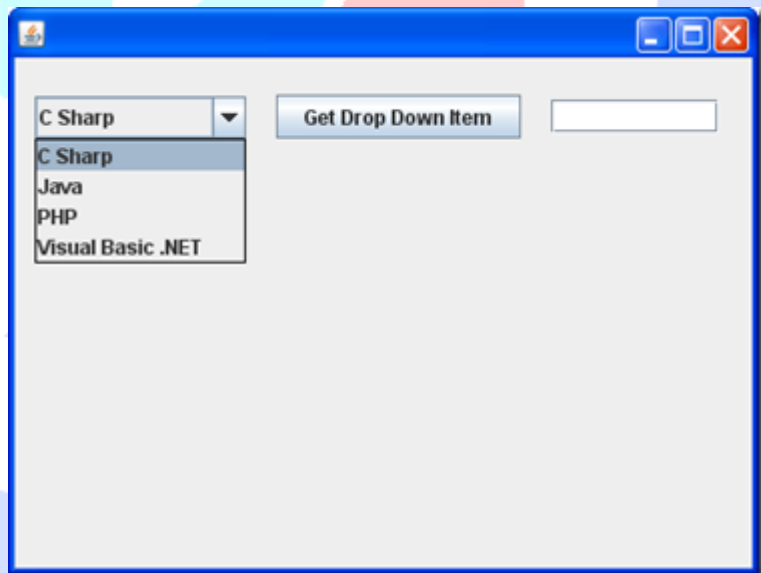 C Sharp
Get Drop Down Item
C Sharp
Java
PHP
Visual Basic .NET